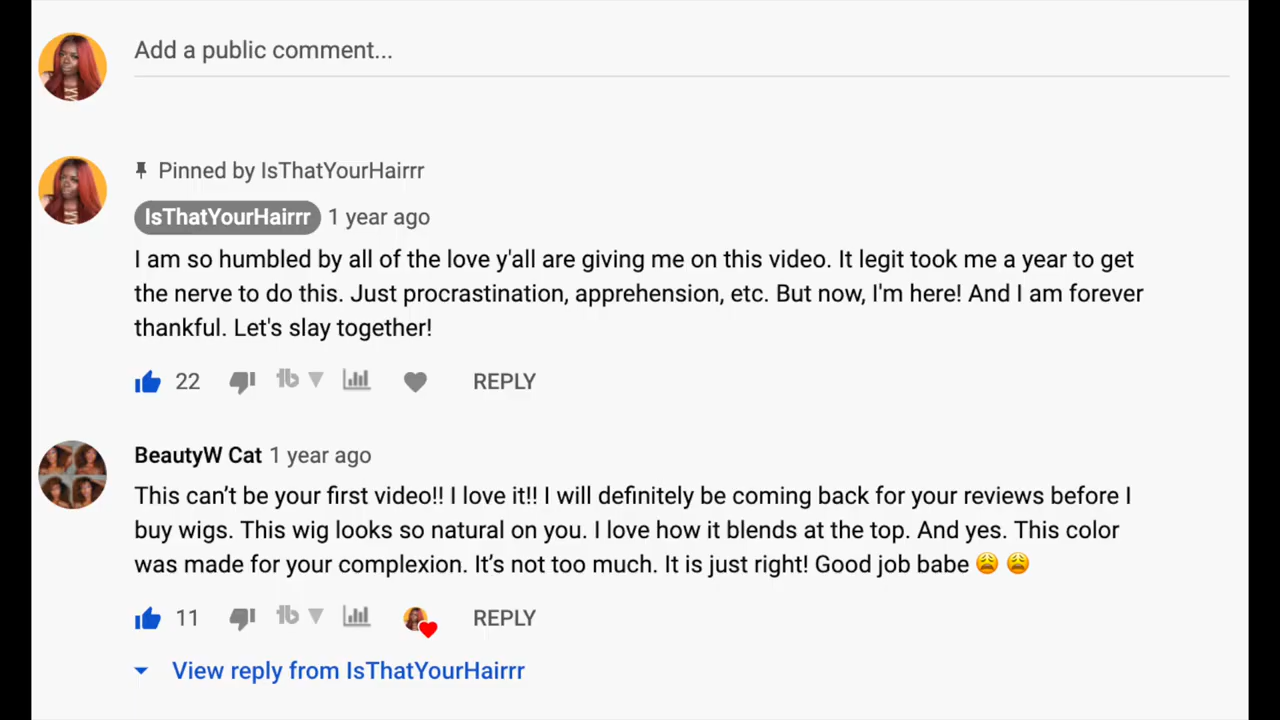 Add a public comment...
Pinned by IsThatYourHairrr
IsThatYourHairrr 1 year ago
I am so humbled by all of the love y'all are giving me on this video. It legit took me a year to get
the nerve to do this. Just procrastination, apprehension, etc. But now, I'm here! And I am forever
thankful. Let's slay together!
22 REPLY
BeautyW Cat 1 year ago
This can’t be your first video!! I love it!! I will definitely be coming back for your reviews before I
buy wigs. This wig looks so natural on you. I love how it blends at the top. And yes. This color
was made for your complexion. It’s not too much. It is just right! Good job babe 😩 😩
11 REPLY
View reply from IsThatYourHairrr